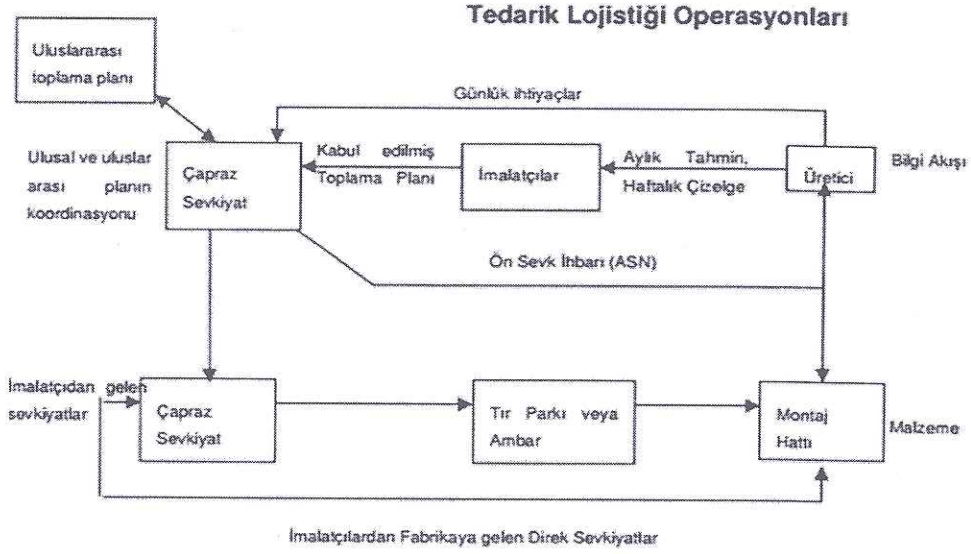 Tedarik Lojistiği Operasyonları
Uluslararası
toplama planı
Günlük ihtiyaçlar
Ulusal ve uluslar
arası planın
koordinasyonu
Çapraz
Sevkiyat
Kabul edilmiş
Toplama Planı
İmalatçılar
Aylık Tahmin,
Haftalık Çizelge
Üretici
Bilgi Akışı
Ön Sevk İhbarı (ASN)
İmalatçıdan gelen
sevkiyatlar
Çapraz
Sevkiyat
Tır Parkı veya
Ambar
Montaj
Hattı
Malzeme
İmalatçılardan Fabrikaya gelen Direk Sevkiyatlar